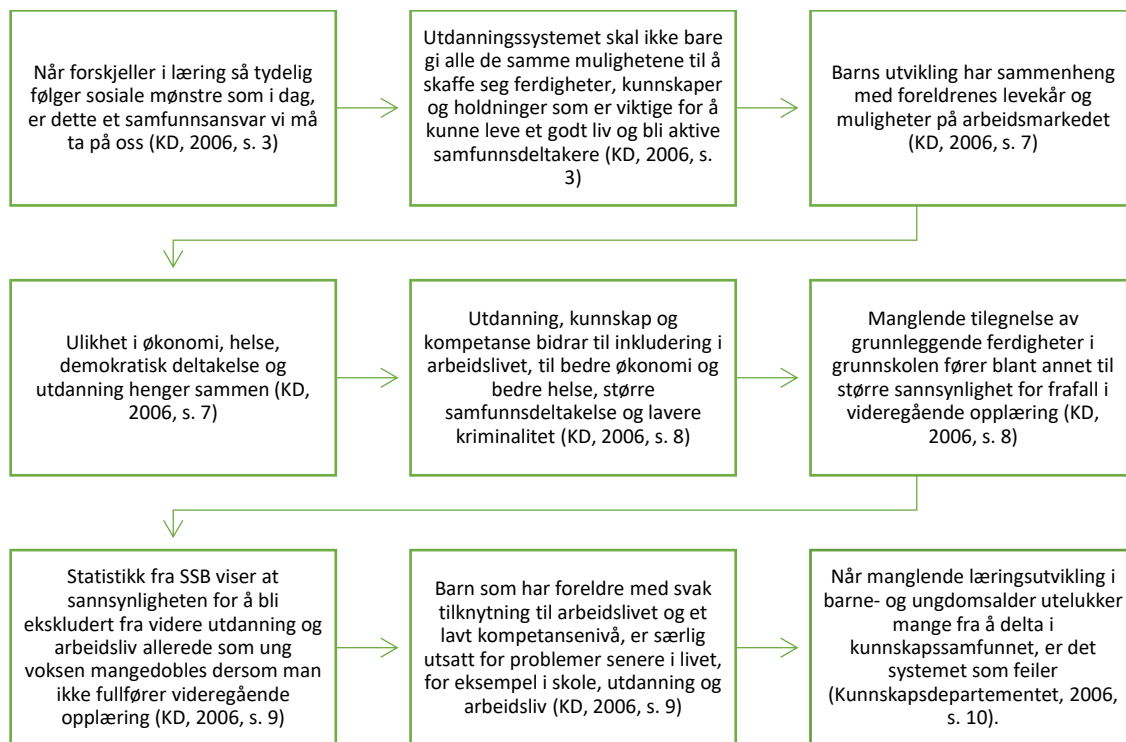 Når forskjeller i læring så tydelig
følger sosiale mønstre som i dag,
er dette et samfunnsansvar vi må
ta på oss (KD, 2006, s. 3)
Utdanningssystemet skal ikke bare
gi alle de samme mulighetene til å
skaffe seg ferdigheter, kunnskaper
og holdninger som er viktige for å
kunne leve et godt liv og bli aktive
samfunnsdeltakere (KD, 2006, s.
3)
Barns utvikling har sammenheng
med foreldrenes levekår og
muligheter på arbeidsmarkedet
(KD, 2006, s. 7)
Ulikhet i økonomi, helse,
demokratisk deltakelse og
utdanning henger sammen (KD,
2006, s. 7)
Utdanning, kunnskap og
kompetanse bidrar til inkludering i
arbeidslivet, til bedre økonomi og
bedre helse, større
samfunnsdeltakelse og lavere
kriminalitet (KD, 2006, s. 8)
Manglende tilegnelse av
grunnleggende ferdigheter i
grunnskolen fører blant annet til
større sannsynlighet for frafall i
videregående opplæring (KD,
2006, s. 8)
Statistikk fra SSB viser at
sannsynligheten for å bli
ekskludert fra videre utdanning og
arbeidsliv allerede som ung
voksen mangedobles dersom man
ikke fullfører videregående
opplæring (KD, 2006, s. 9)
Barn som har foreldre med svak
tilknytning til arbeidslivet og et
lavt kompetansenivå, er særlig
utsatt for problemer senere i livet,
for eksempel i skole, utdanning og
arbeidsliv (KD, 2006, s. 9)
Når manglende læringsutvikling i
barne- og ungdomsalder utelukker
mange fra å delta i
kunnskapssamfunnet, er det
systemet som feiler
(Kunnskapsdepartementet, 2006,
s. 10).